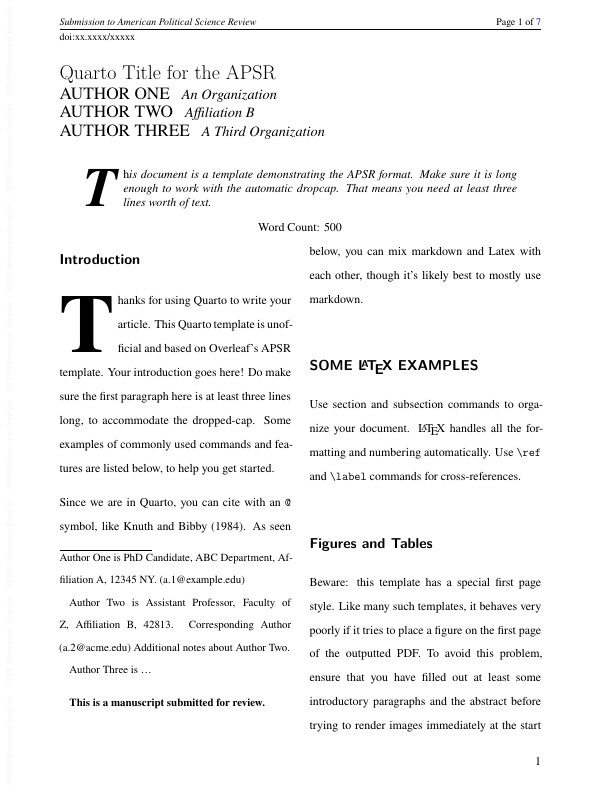 Submission to American Political Science Review
Page 1 of 7
doi:xx.xxxx/xxxxx
Quarto Title for the APSR
AUTHOR ONE An Organization
AUTHOR TWO Affiliation B
AUTHOR THREE A Third Organization
This document is a template demonstrating the APSR format. Make sure it is long
enough to work with the automatic dropcap. That means you need at least three
lines worth of text.
Word Count: 500
Introduction
Thanks for using Quarto to write your
article. This Quarto template is unof-
ficial and based on Overleaf's APSR
template. Your introduction goes here! Do make
sure the first paragraph here is at least three lines
long, to accommodate the dropped-cap. Some
examples of commonly used commands and fea-
tures are listed below, to help you get started.
Since we are in Quarto, you can cite with an @
symbol, like Knuth and Bibby (1984). As seen
Author One is PhD Candidate, ABC Department, Af-
filiation A, 12345 NY. (a.1@example.edu)
Author Two is Assistant Professor, Faculty of
Z, Affiliation B, 42813. Corresponding Author
(a.2@acme.edu) Additional notes about Author Two.
Author Three is …
This is a manuscript submitted for review.
below, you can mix markdown and Latex with
each other, though it's likely best to mostly use
markdown.
SOME LATEX EXAMPLES
Use section and subsection commands to orga-
nize your document. LATEX handles all the for-
matting and numbering automatically. Use \ref
and \label commands for cross-references.
Figures and Tables
Beware: this template has a special first page
style. Like many such templates, it behaves very
poorly if it tries to place a figure on the first page
of the outputted PDF. To avoid this problem,
ensure that you have filled out at least some
introductory paragraphs and the abstract before
trying to render images immediately at the start
1